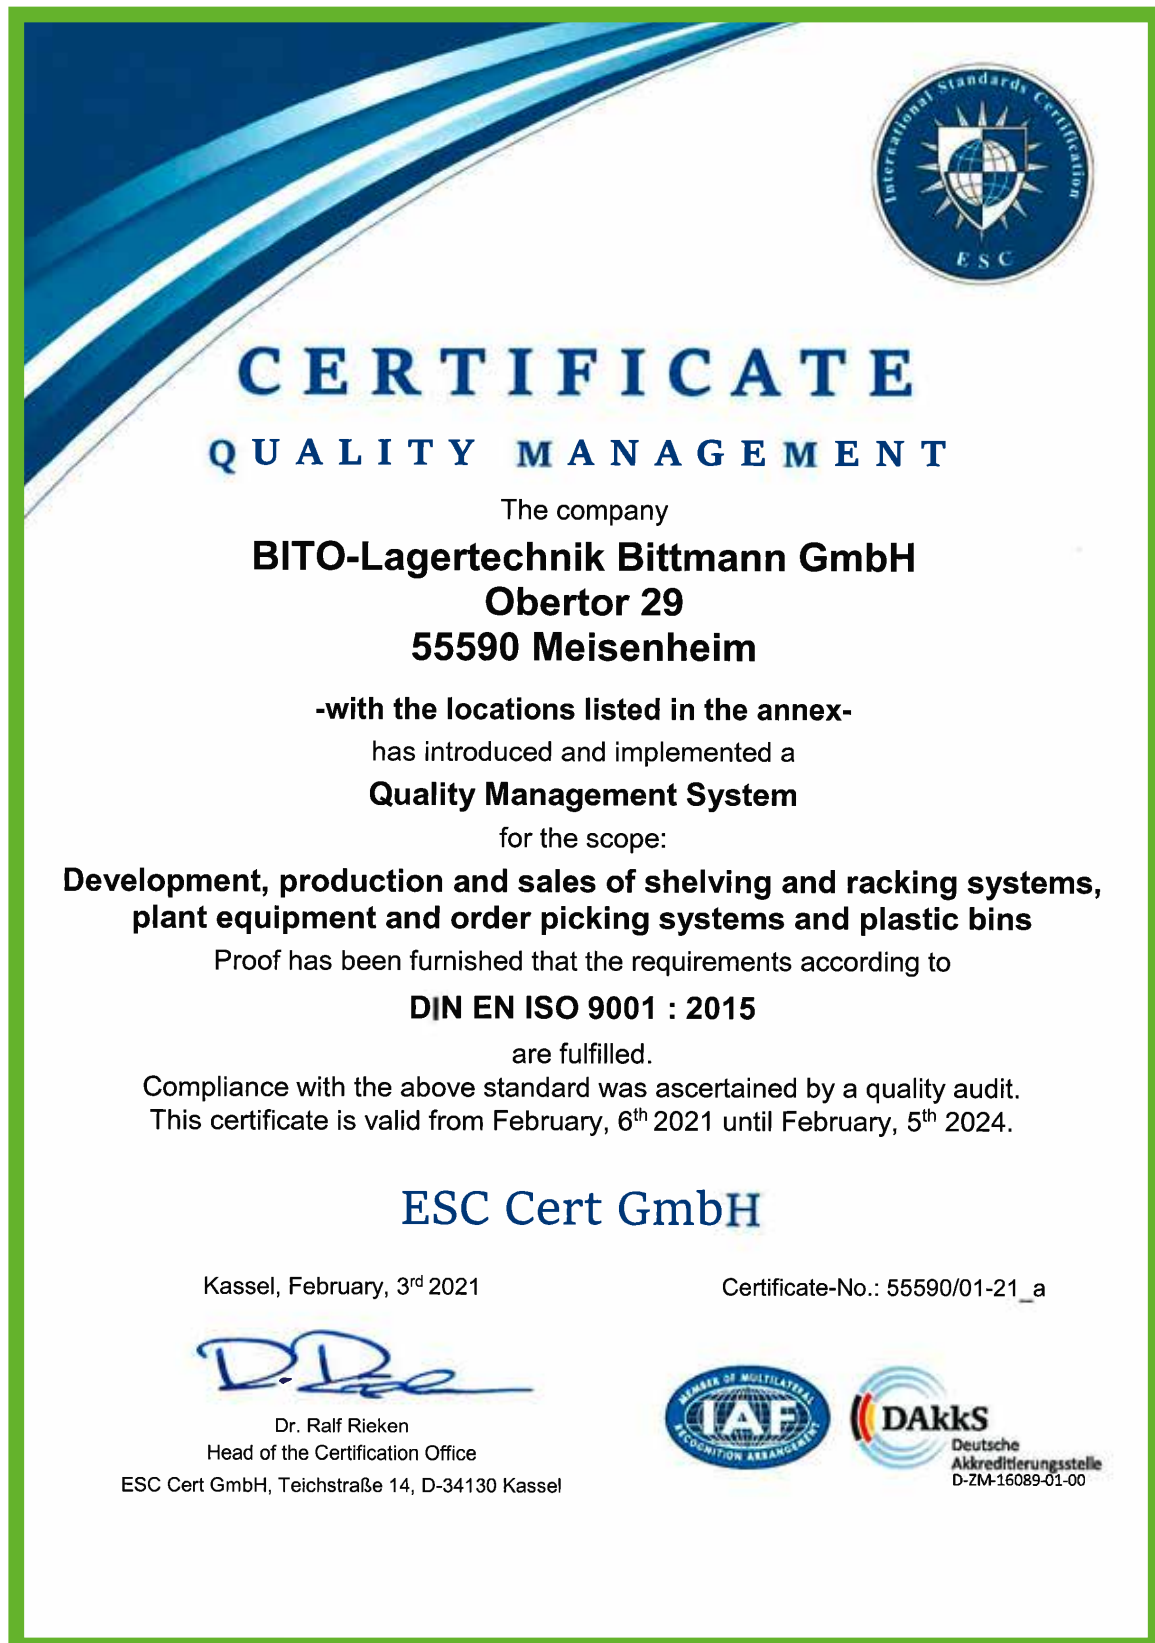 International Standards Certification
ESC
CERTIFICATE
QUALITY MANAGEMENT
The company
BITO-Lagertechnik Bittmann GmbH
Obertor 29
55590 Meisenheim
-with the locations listed in the annex-
has introduced and implemented a
Quality Management System
for the scope:
Development, production and sales of shelving and racking systems,
plant equipment and order picking systems and plastic bins
Proof has been furnished that the requirements according to
DIN EN ISO 9001 : 2015
are fulfilled.
Compliance with the above standard was ascertained by a quality audit.
This certificate is valid from February, 6th 2021 until February, 5th 2024.
ESC Cert GmbH
Kassel, February, 3rd 2021
Certificate-No.: 55590/01-21_a
Dr. Ralf Rieken
Head of the Certification Office
ESC Cert GmbH, Teichstraße 14, D-34130 Kassel
MEMBER OF MULTILATERAL
IAF
RECOGNITION ARRANGEMENT
DAkkS
Deutsche
Akkreditierungsstelle
D-ZM-16089-01-00